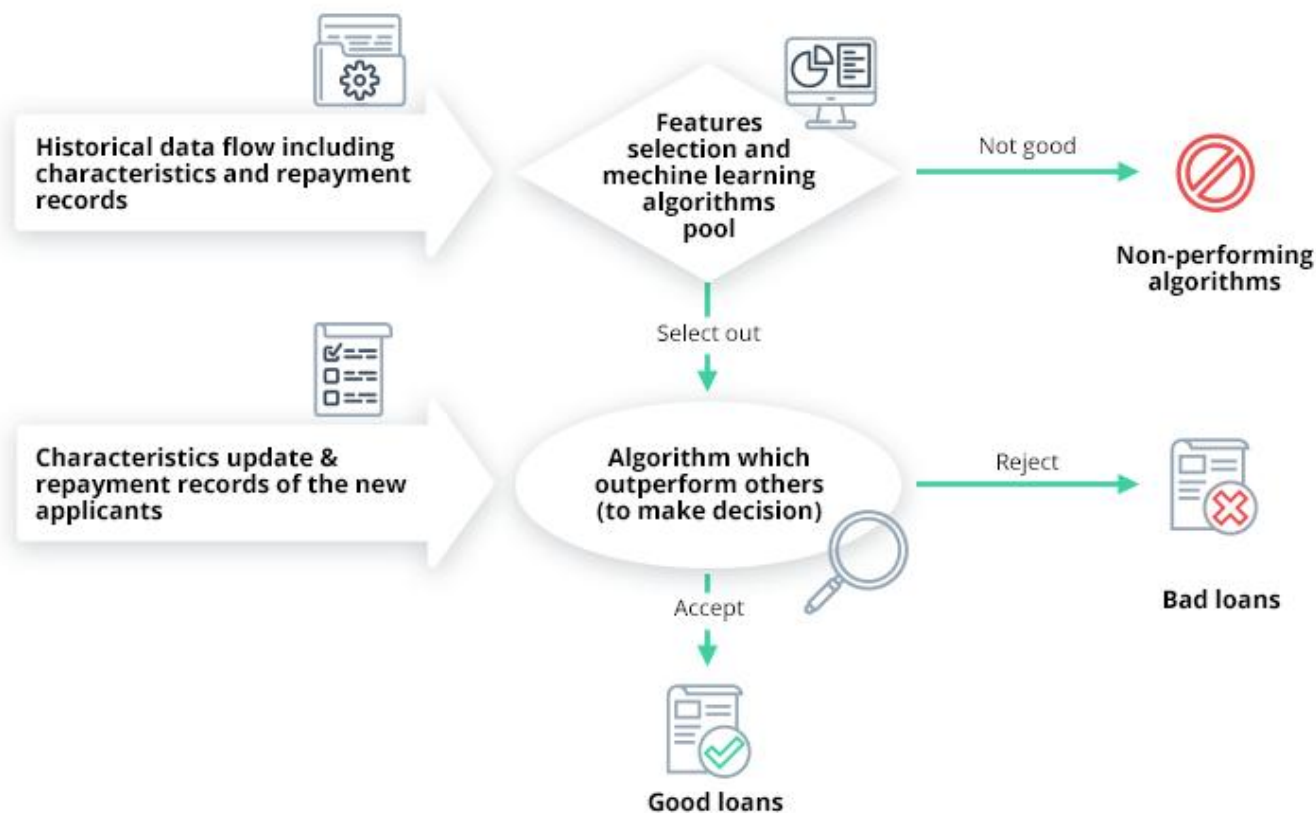 Historical data flow including
characteristics and repayment
records
Features
selection and
mechine learning
algorithms
pool
Not good
Non-performing
algorithms
Select out
Characteristics update &
repayment records of the new
applicants
Algorithm which
outperform others
(to make decision)
Reject
Bad loans
Accept
Good loans